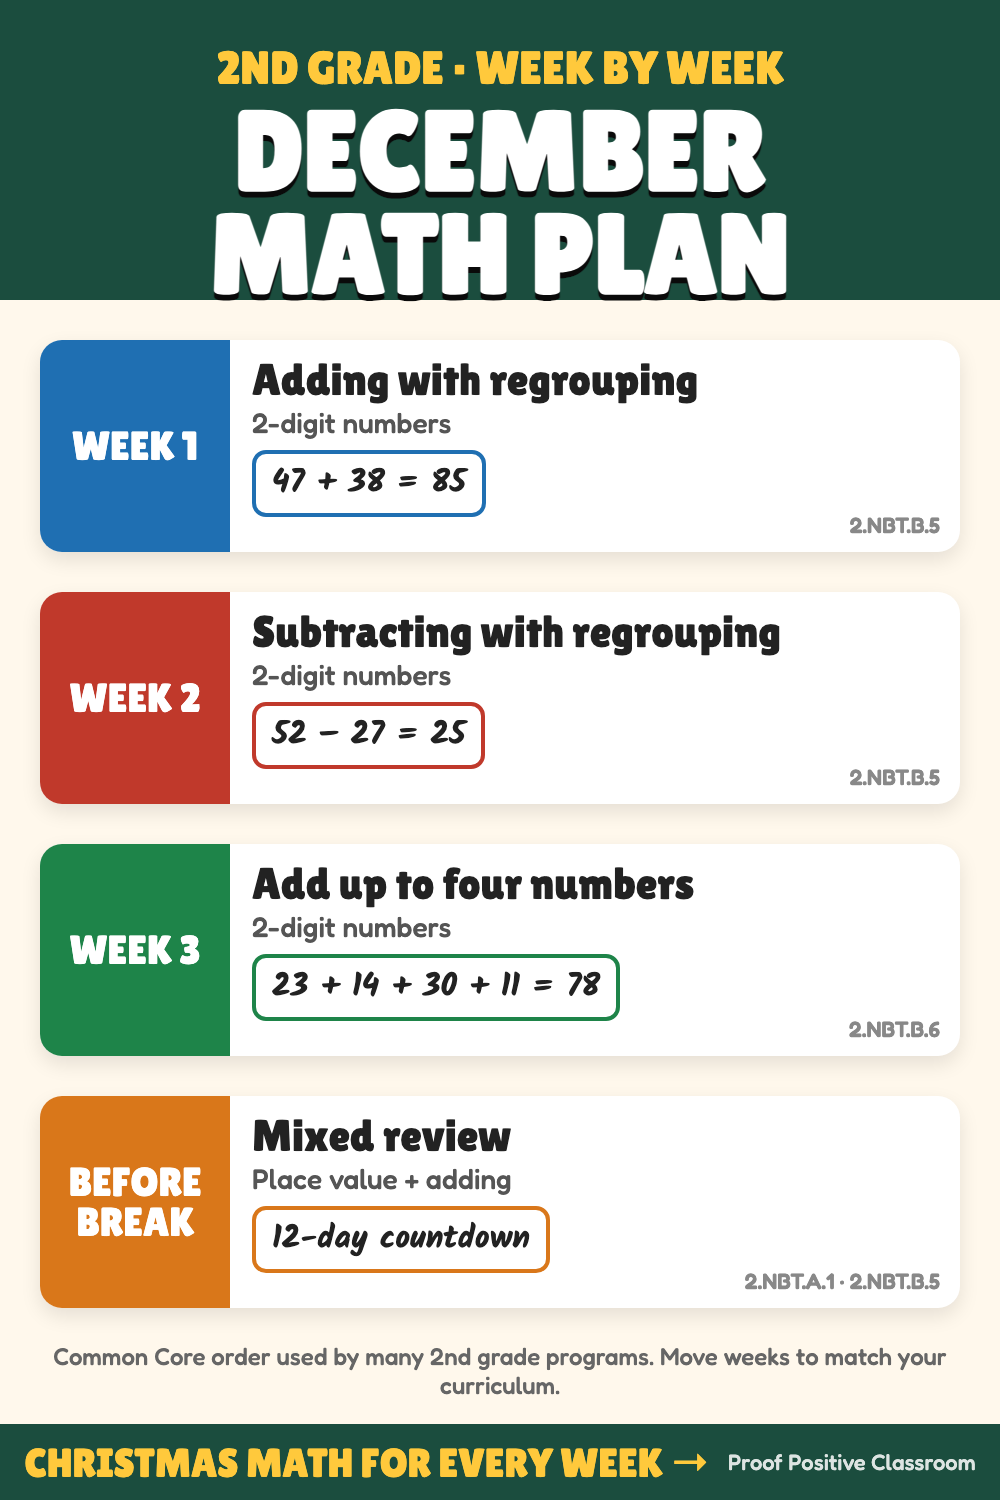 2ND GRADE · WEEK BY WEEK
DECEMBER
MATH PLAN
WEEK 1
Adding with regrouping
2-digit numbers
47 + 38 = 85
2.NBT.B.5
WEEK 2
Subtracting with regrouping
2-digit numbers
52 − 27 = 25
2.NBT.B.5
WEEK 3
Add up to four numbers
2-digit numbers
23 + 14 + 30 + 11 = 78
2.NBT.B.6
BEFORE
BREAK
Mixed review
Place value + adding
12-day countdown
2.NBT.A.1 · 2.NBT.B.5
Common Core order used by many 2nd grade programs. Move weeks to match your
curriculum.
CHRISTMAS MATH FOR EVERY WEEK → Proof Positive Classroom